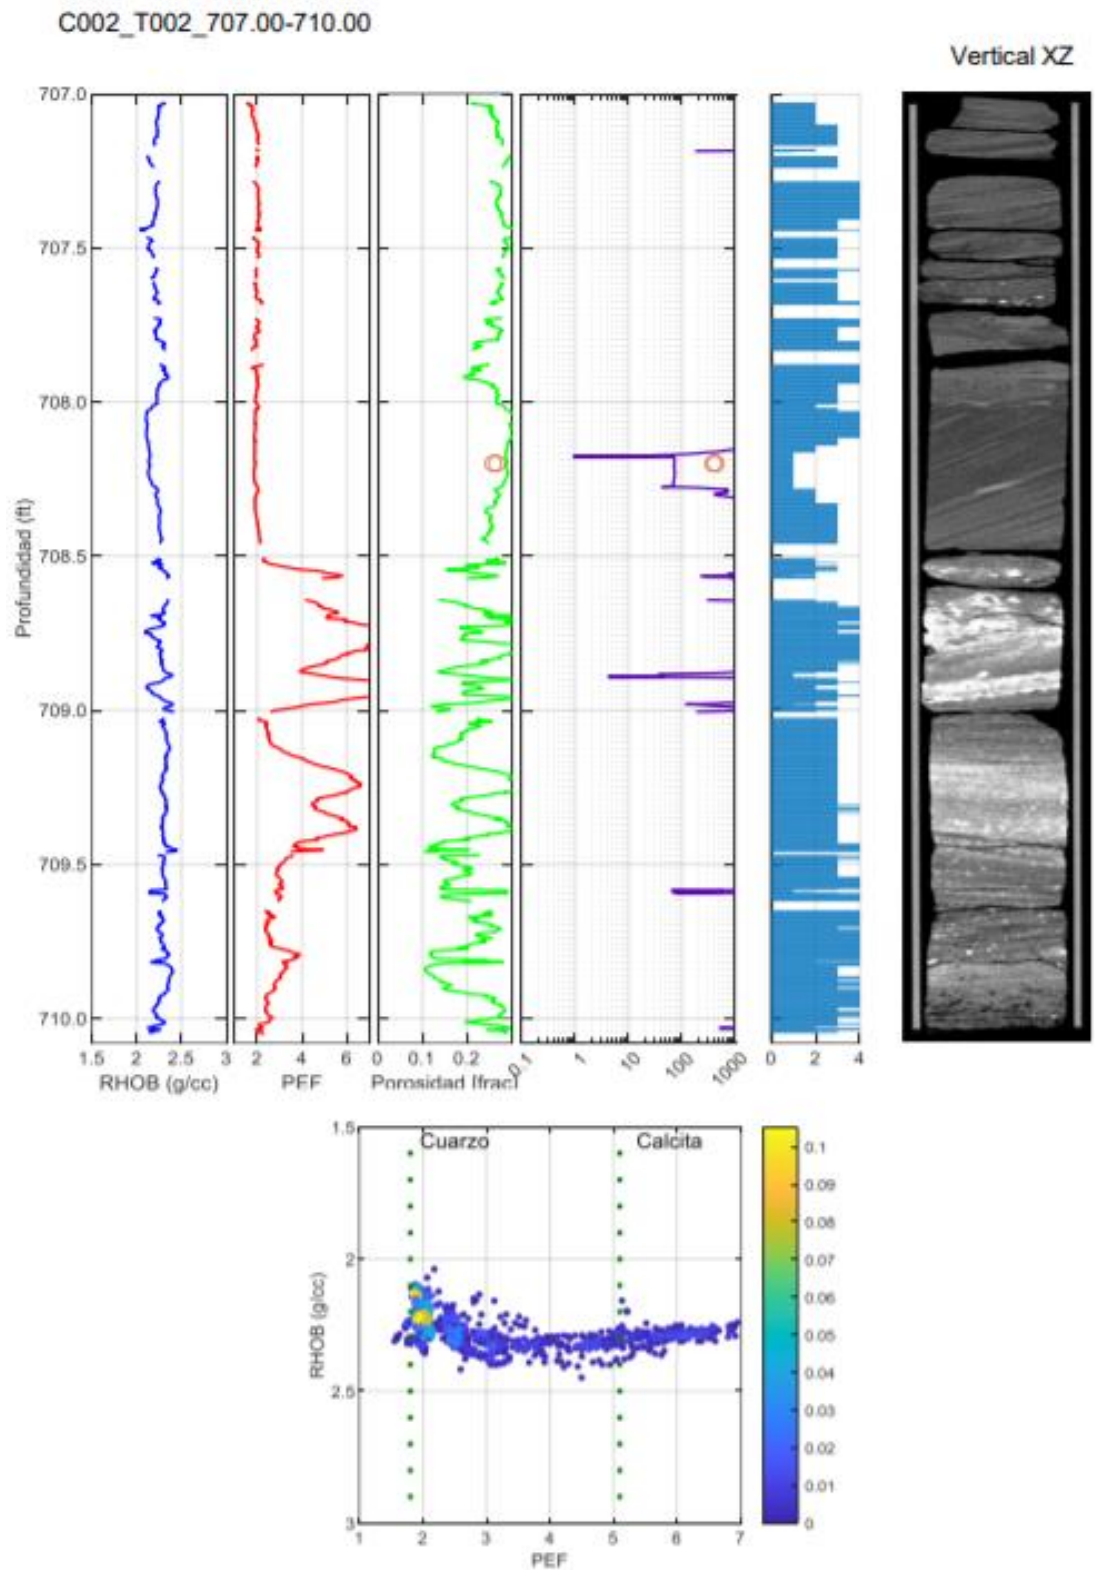 C002_T002_707.00-710.00
Vertical XZ
707.0
707.5
708.0
708.5
709.0
709.5
710.0
Profundidad (ft)
1.5 2 2.5 3
RHOB (g/cc)
2 4 6
PEF
0 0.1 0.2
Porosidad [frac]
0.1 1 10 100 1000
0 2 4
1.5
2
2.5
3
RHOB (g/cc)
Cuarzo Calcita
1 2 3 4 5 6 7
PEF
0.1
0.09
0.08
0.07
0.06
0.05
0.04
0.03
0.02
0.01
0